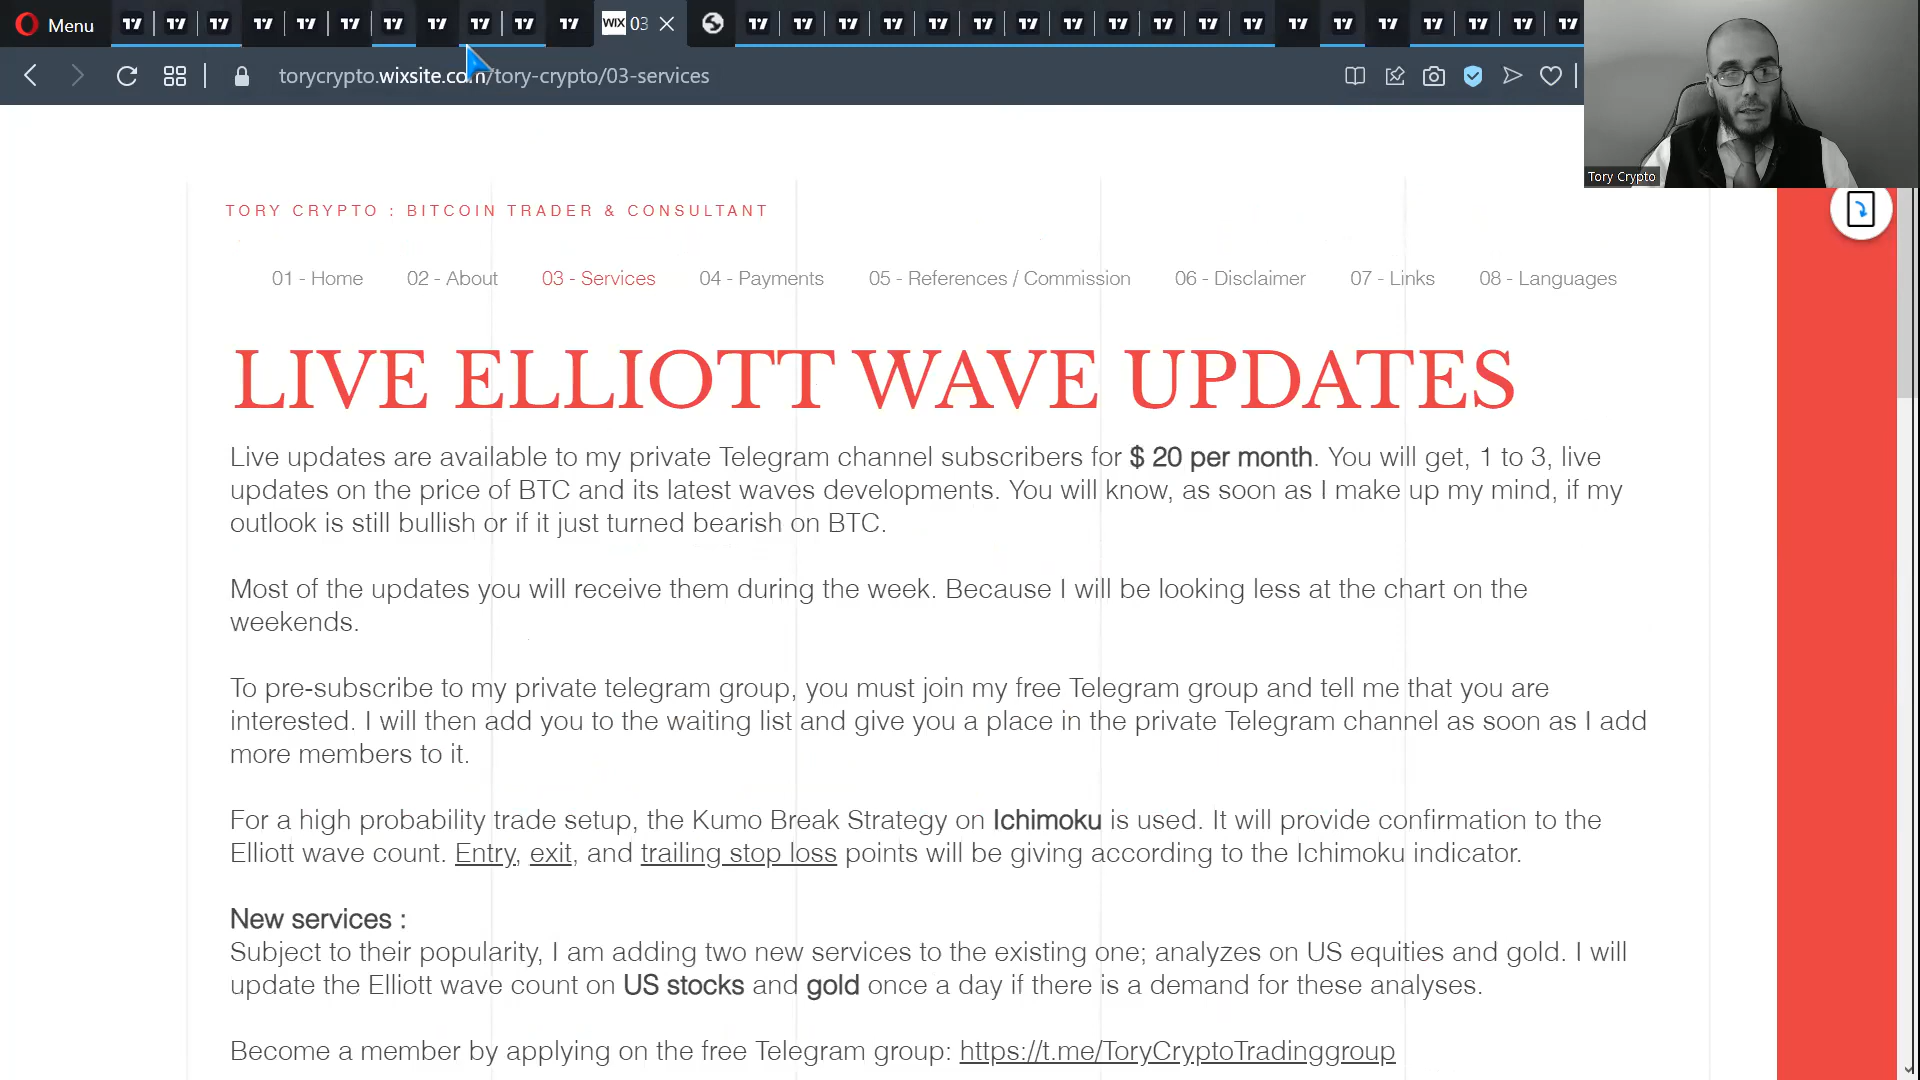 Menu
WIX 03
torycrypto.wixsite.com/tory-crypto/03-services
Tory Crypto
TORY CRYPTO : BITCOIN TRADER & CONSULTANT
01 - Home 02 - About 03 - Services 04 - Payments 05 - References / Commission 06 - Disclaimer 07 - Links 08 - Languages
LIVE ELLIOTT WAVE UPDATES
Live updates are available to my private Telegram channel subscribers for $ 20 per month. You will get, 1 to 3, live
updates on the price of BTC and its latest waves developments. You will know, as soon as I make up my mind, if my
outlook is still bullish or if it just turned bearish on BTC.
Most of the updates you will receive them during the week. Because I will be looking less at the chart on the
weekends.
To pre-subscribe to my private telegram group, you must join my free Telegram group and tell me that you are
interested. I will then add you to the waiting list and give you a place in the private Telegram channel as soon as I add
more members to it.
For a high probability trade setup, the Kumo Break Strategy on Ichimoku is used. It will provide confirmation to the
Elliott wave count. Entry, exit, and trailing stop loss points will be giving according to the Ichimoku indicator.
New services :
Subject to their popularity, I am adding two new services to the existing one; analyzes on US equities and gold. I will
update the Elliott wave count on US stocks and gold once a day if there is a demand for these analyses.
Become a member by applying on the free Telegram group: https://t.me/ToryCryptoTradinggroup